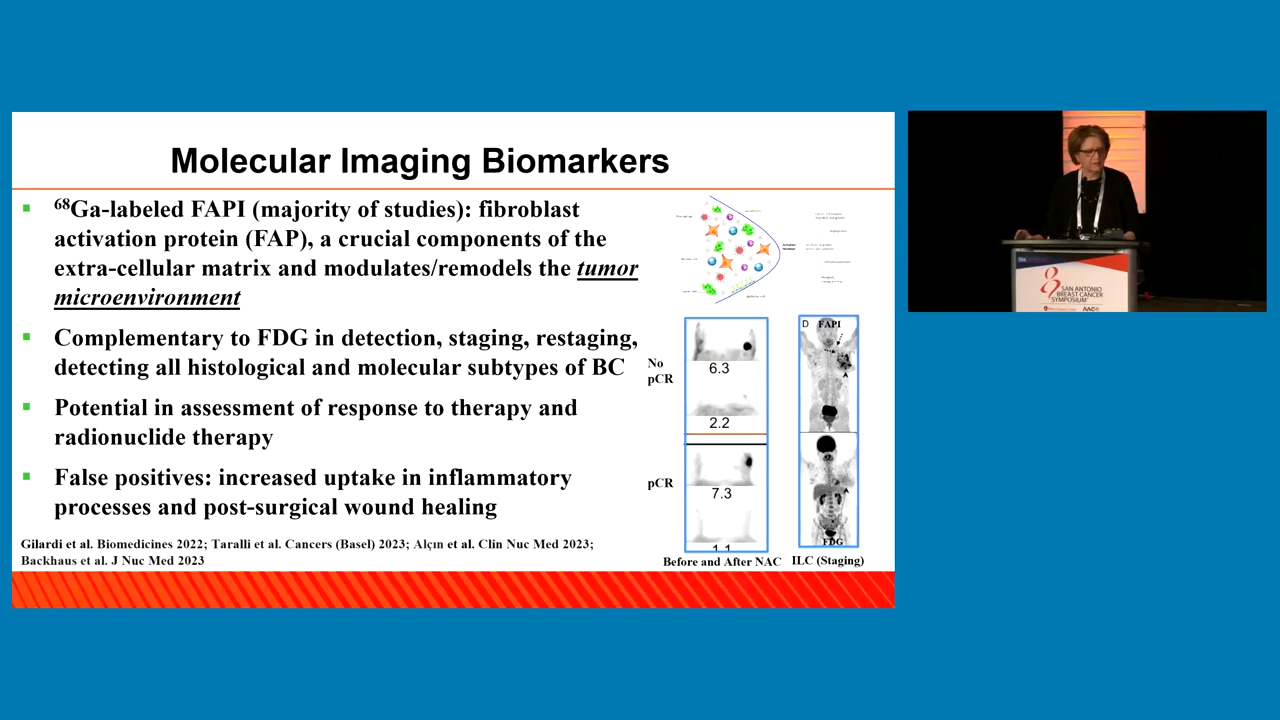 Molecular Imaging Biomarkers
68Ga-labeled FAPI (majority of studies): fibroblast
activation protein (FAP), a crucial components of the
extra-cellular matrix and modulates/remodels the tumor
microenvironment
Complementary to FDG in detection, staging, restaging,
detecting all histological and molecular subtypes of BC
Potential in assessment of response to therapy and
radionuclide therapy
False positives: increased uptake in inflammatory
processes and post-surgical wound healing
Gilardi et al. Biomedicines 2022; Taralli et al. Cancers (Basel) 2023; Alçın et al. Clin Nuc Med 2023;
Backhaus et al. J Nuc Med 2023
No
pCR
6.3
2.2
pCR
7.3
1.1
Before and After NAC
D FAPI
FDG
ILC (Staging)
SAN ANTONIO
BREAST CANCER
SYMPOSIUM
AACR